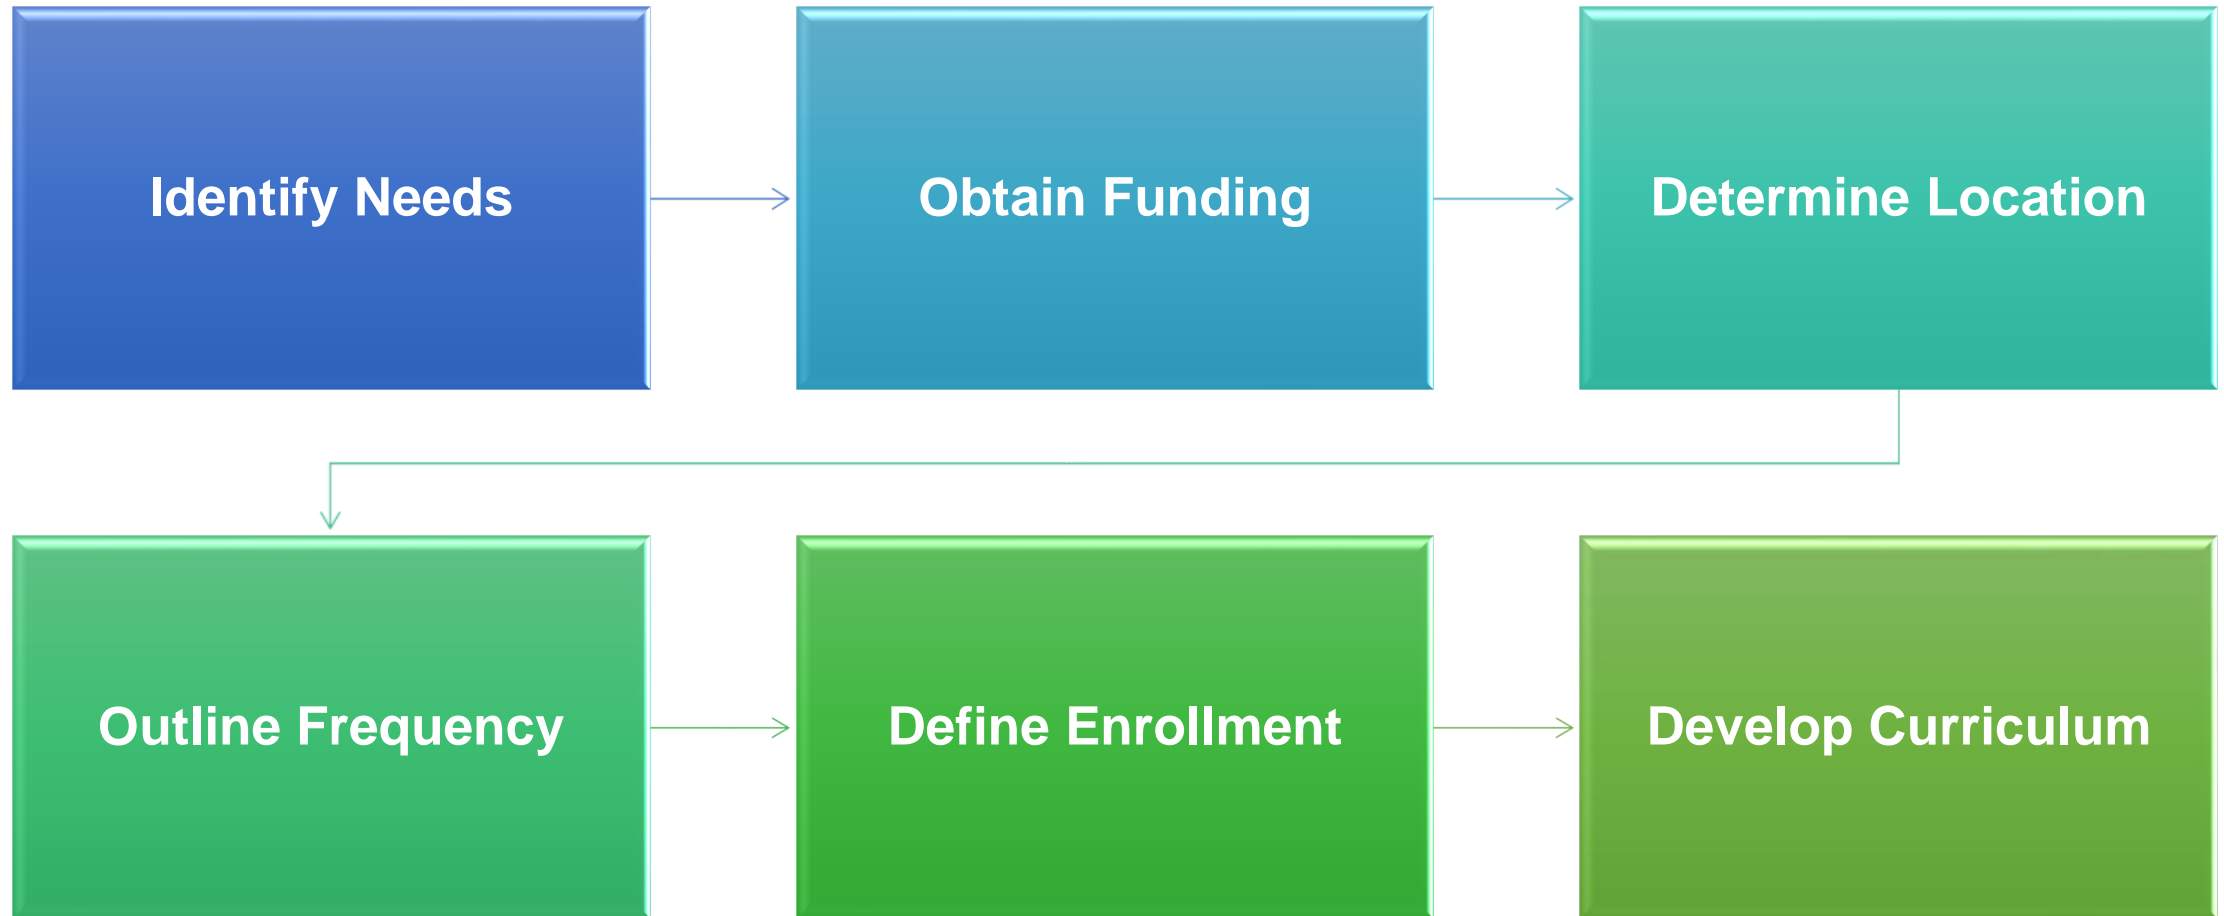 Identify Needs
Obtain Funding
Determine Location
Outline Frequency
Define Enrollment
Develop Curriculum